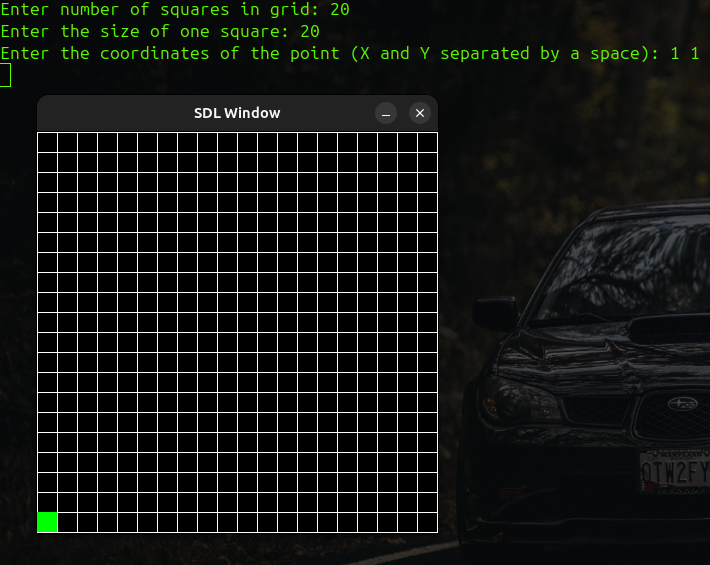 Enter number of squares in grid: 20
Enter the size of one square: 20
Enter the coordinates of the point (X and Y separated by a space): 1 1
SDL Window